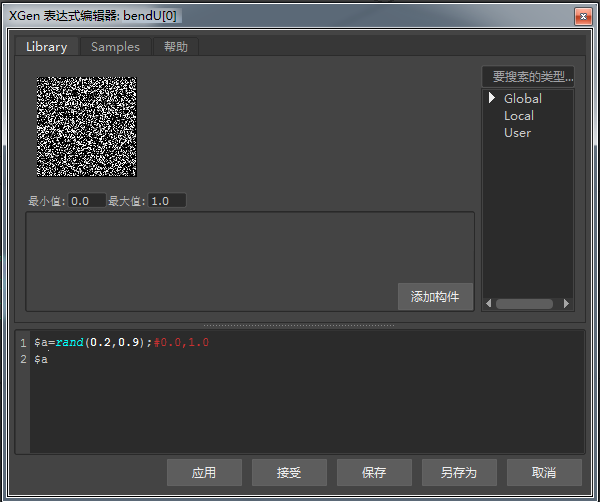 XGen 表达式编辑器: bendU[0]
Library Samples 帮助
要搜索的类型...
Global
Local
User
最小值: 0.0 最大值: 1.0
添加构件
1 $a=rand(0.2,0.9);#0.0,1.0
2 $a
应用 接受 保存 另存为 取消